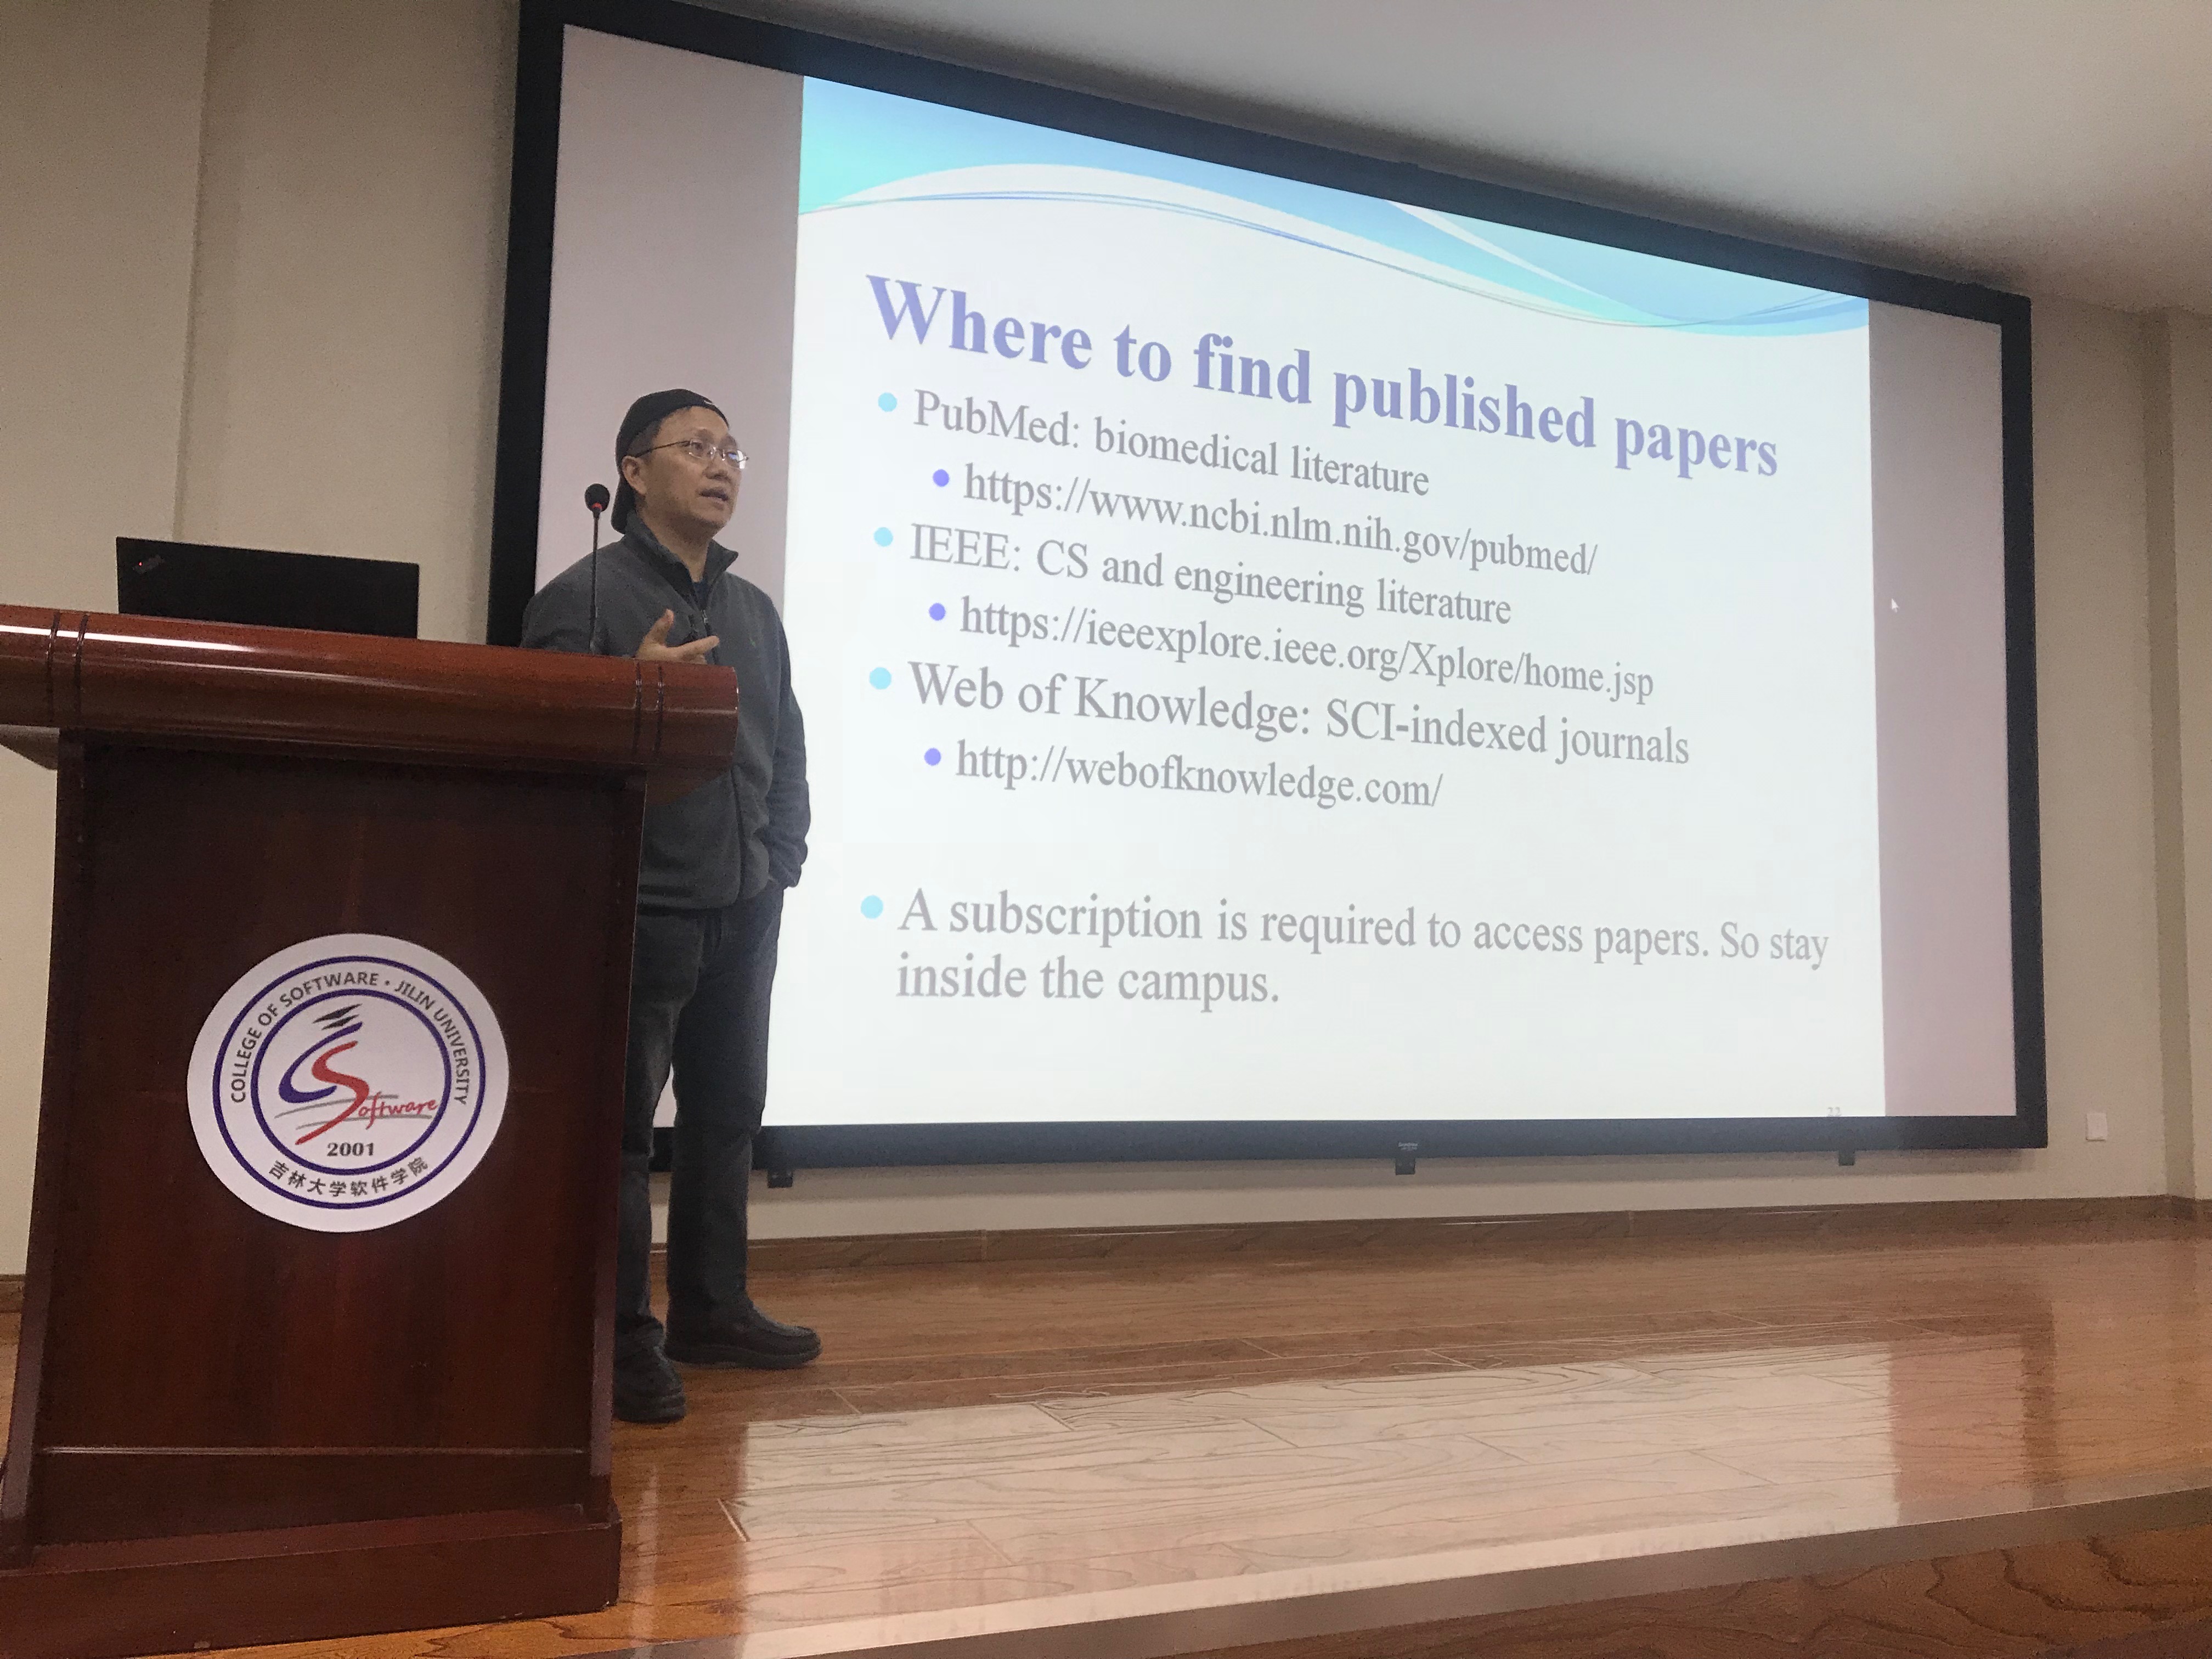 Where to find published papers
PubMed: biomedical literature
https://www.ncbi.nlm.nih.gov/pubmed/
IEEE: CS and engineering literature
https://ieeexplore.ieee.org/Xplore/home.jsp
Web of Knowledge: SCI-indexed journals
http://webofknowledge.com/
A subscription is required to access papers. So stay
inside the campus.
COLLEGE OF SOFTWARE • JILIN UNIVERSITY
Software
2001
吉林大学软件学院